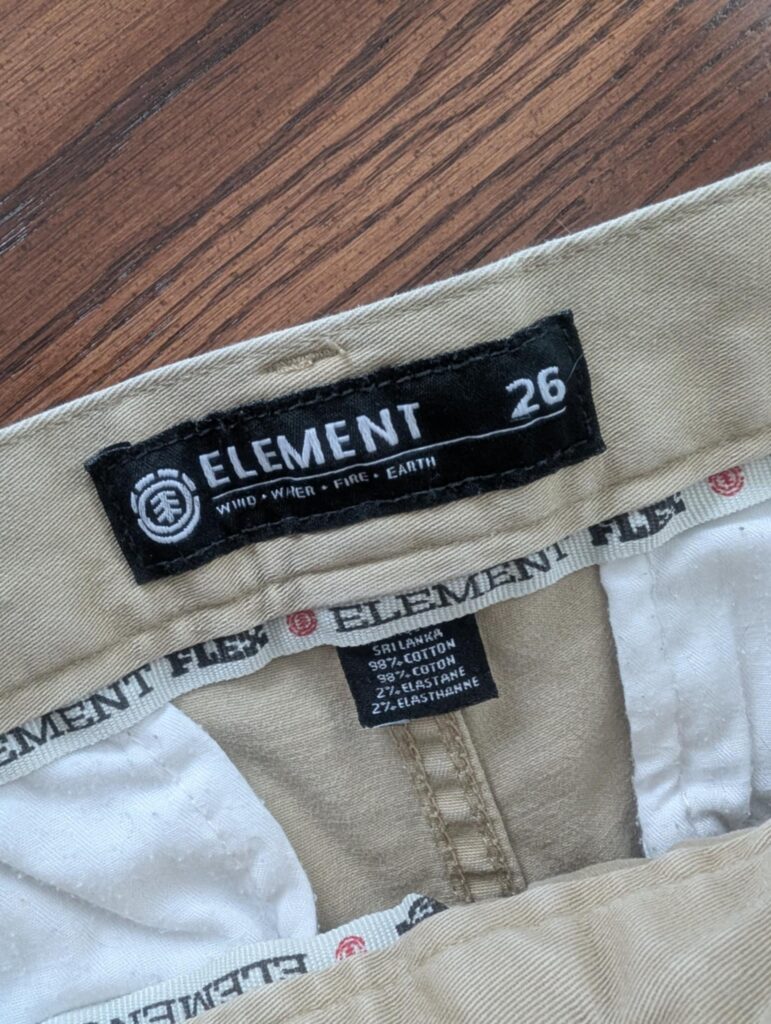 ELEMENT 26
WIND • WATER • FIRE • EARTH
ELEMENT FLEX ELEMENT FLEX
SRI LANKA
98% COTTON
98% COTON
2% ELASTANE
2% ELASTHANNE
ELEMENT